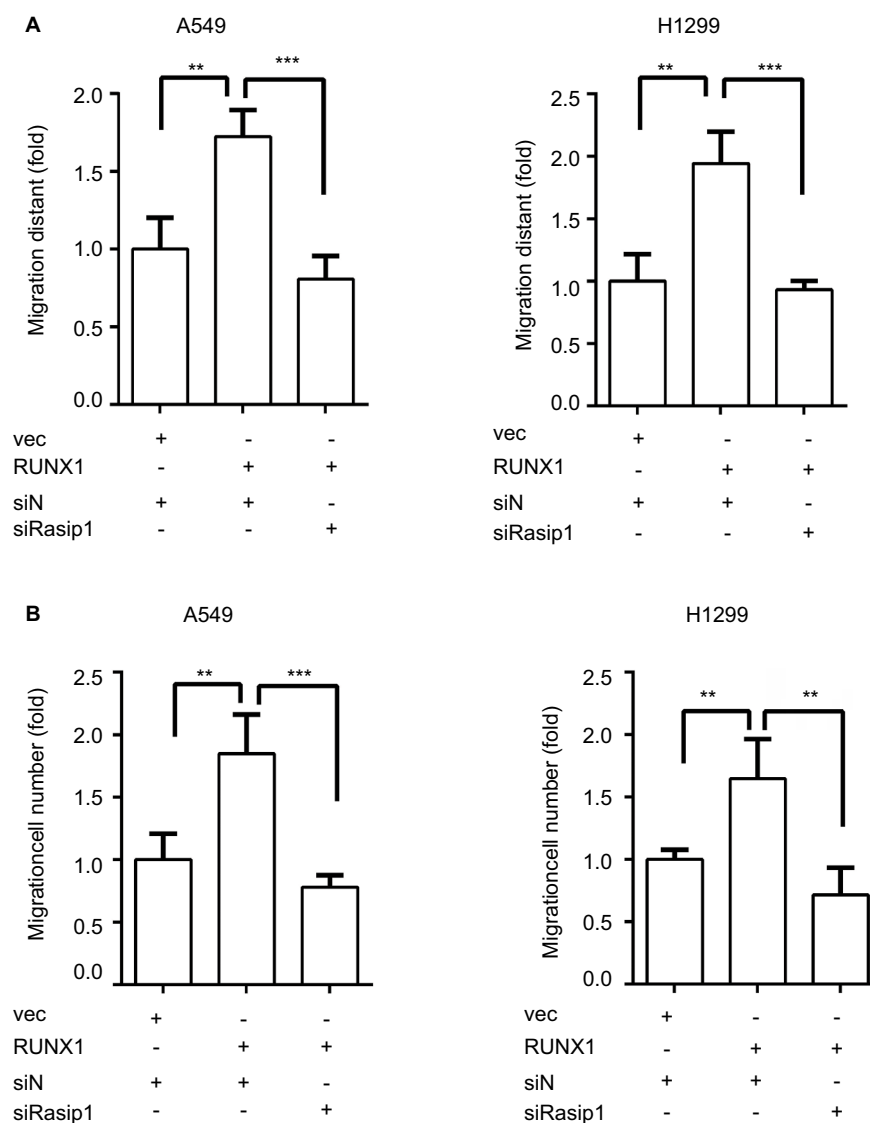 A
A549
H1299
** ***
** ***
Migration distant (fold)
2.0
1.5
1.0
0.5
0.0
Migration distant (fold)
2.5
2.0
1.5
1.0
0.5
0.0
vec + - -
RUNX1 - + +
siN + + -
siRasip1 - - +
vec + - -
RUNX1 - + +
siN + + -
siRasip1 - - +
B
A549
H1299
** ***
** **
Migrationcell number (fold)
2.5
2.0
1.5
1.0
0.5
0.0
Migrationcell number (fold)
2.5
2.0
1.5
1.0
0.5
0.0
vec + - -
RUNX1 - + +
siN + + -
siRasip1 - - +
vec + - -
RUNX1 - + +
siN + + -
siRasip1 - - +